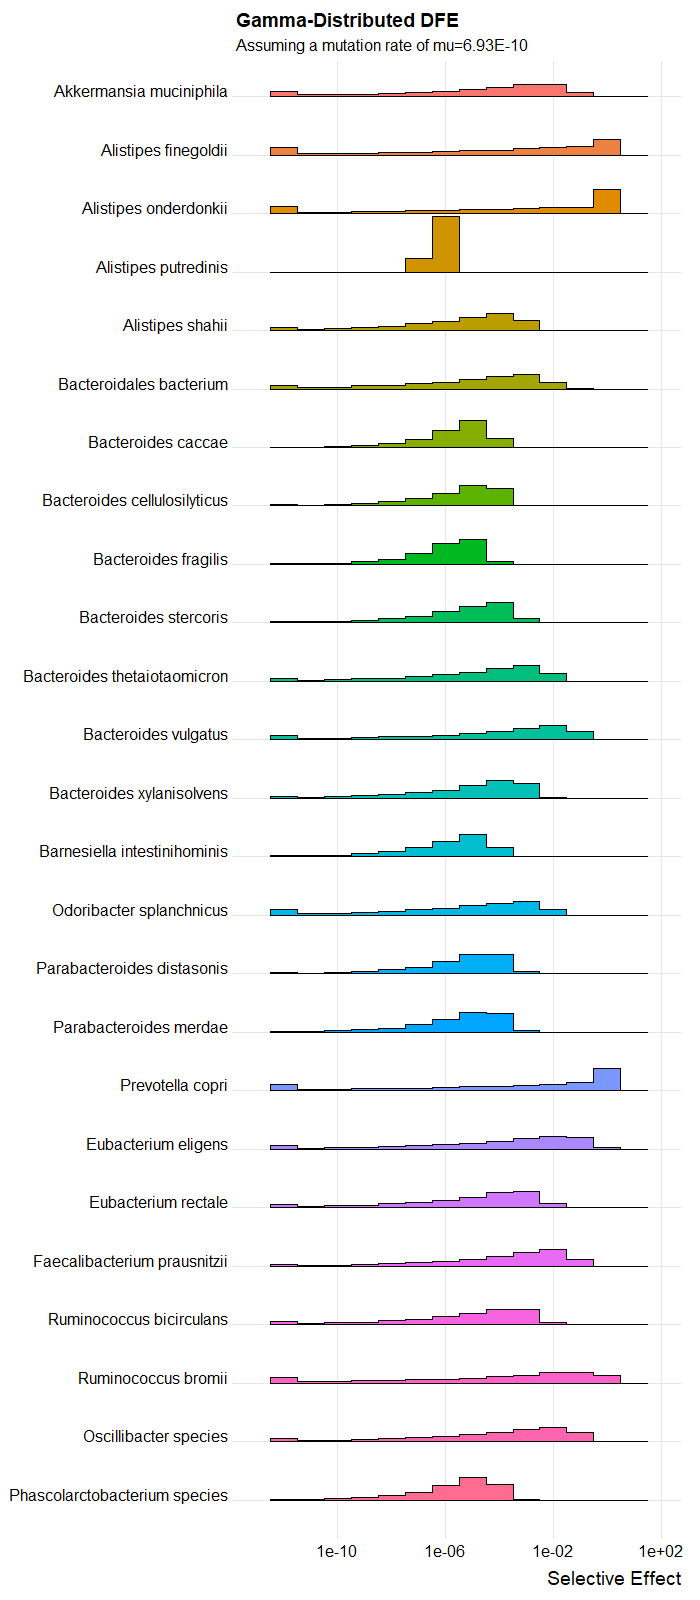 Gamma-Distributed DFE
Assuming a mutation rate of mu=6.93E-10
Akkermansia muciniphila
Alistipes finegoldii
Alistipes onderdonkii
Alistipes putredinis
Alistipes shahii
Bacteroidales bacterium
Bacteroides caccae
Bacteroides cellulosilyticus
Bacteroides fragilis
Bacteroides stercoris
Bacteroides thetaiotaomicron
Bacteroides vulgatus
Bacteroides xylanisolvens
Barnesiella intestinihominis
Odoribacter splanchnicus
Parabacteroides distasonis
Parabacteroides merdae
Prevotella copri
Eubacterium eligens
Eubacterium rectale
Faecalibacterium prausnitzii
Ruminococcus bicirculans
Ruminococcus bromii
Oscillibacter species
Phascolarctobacterium species
1e-10 1e-06 1e-02 1e+02
Selective Effect